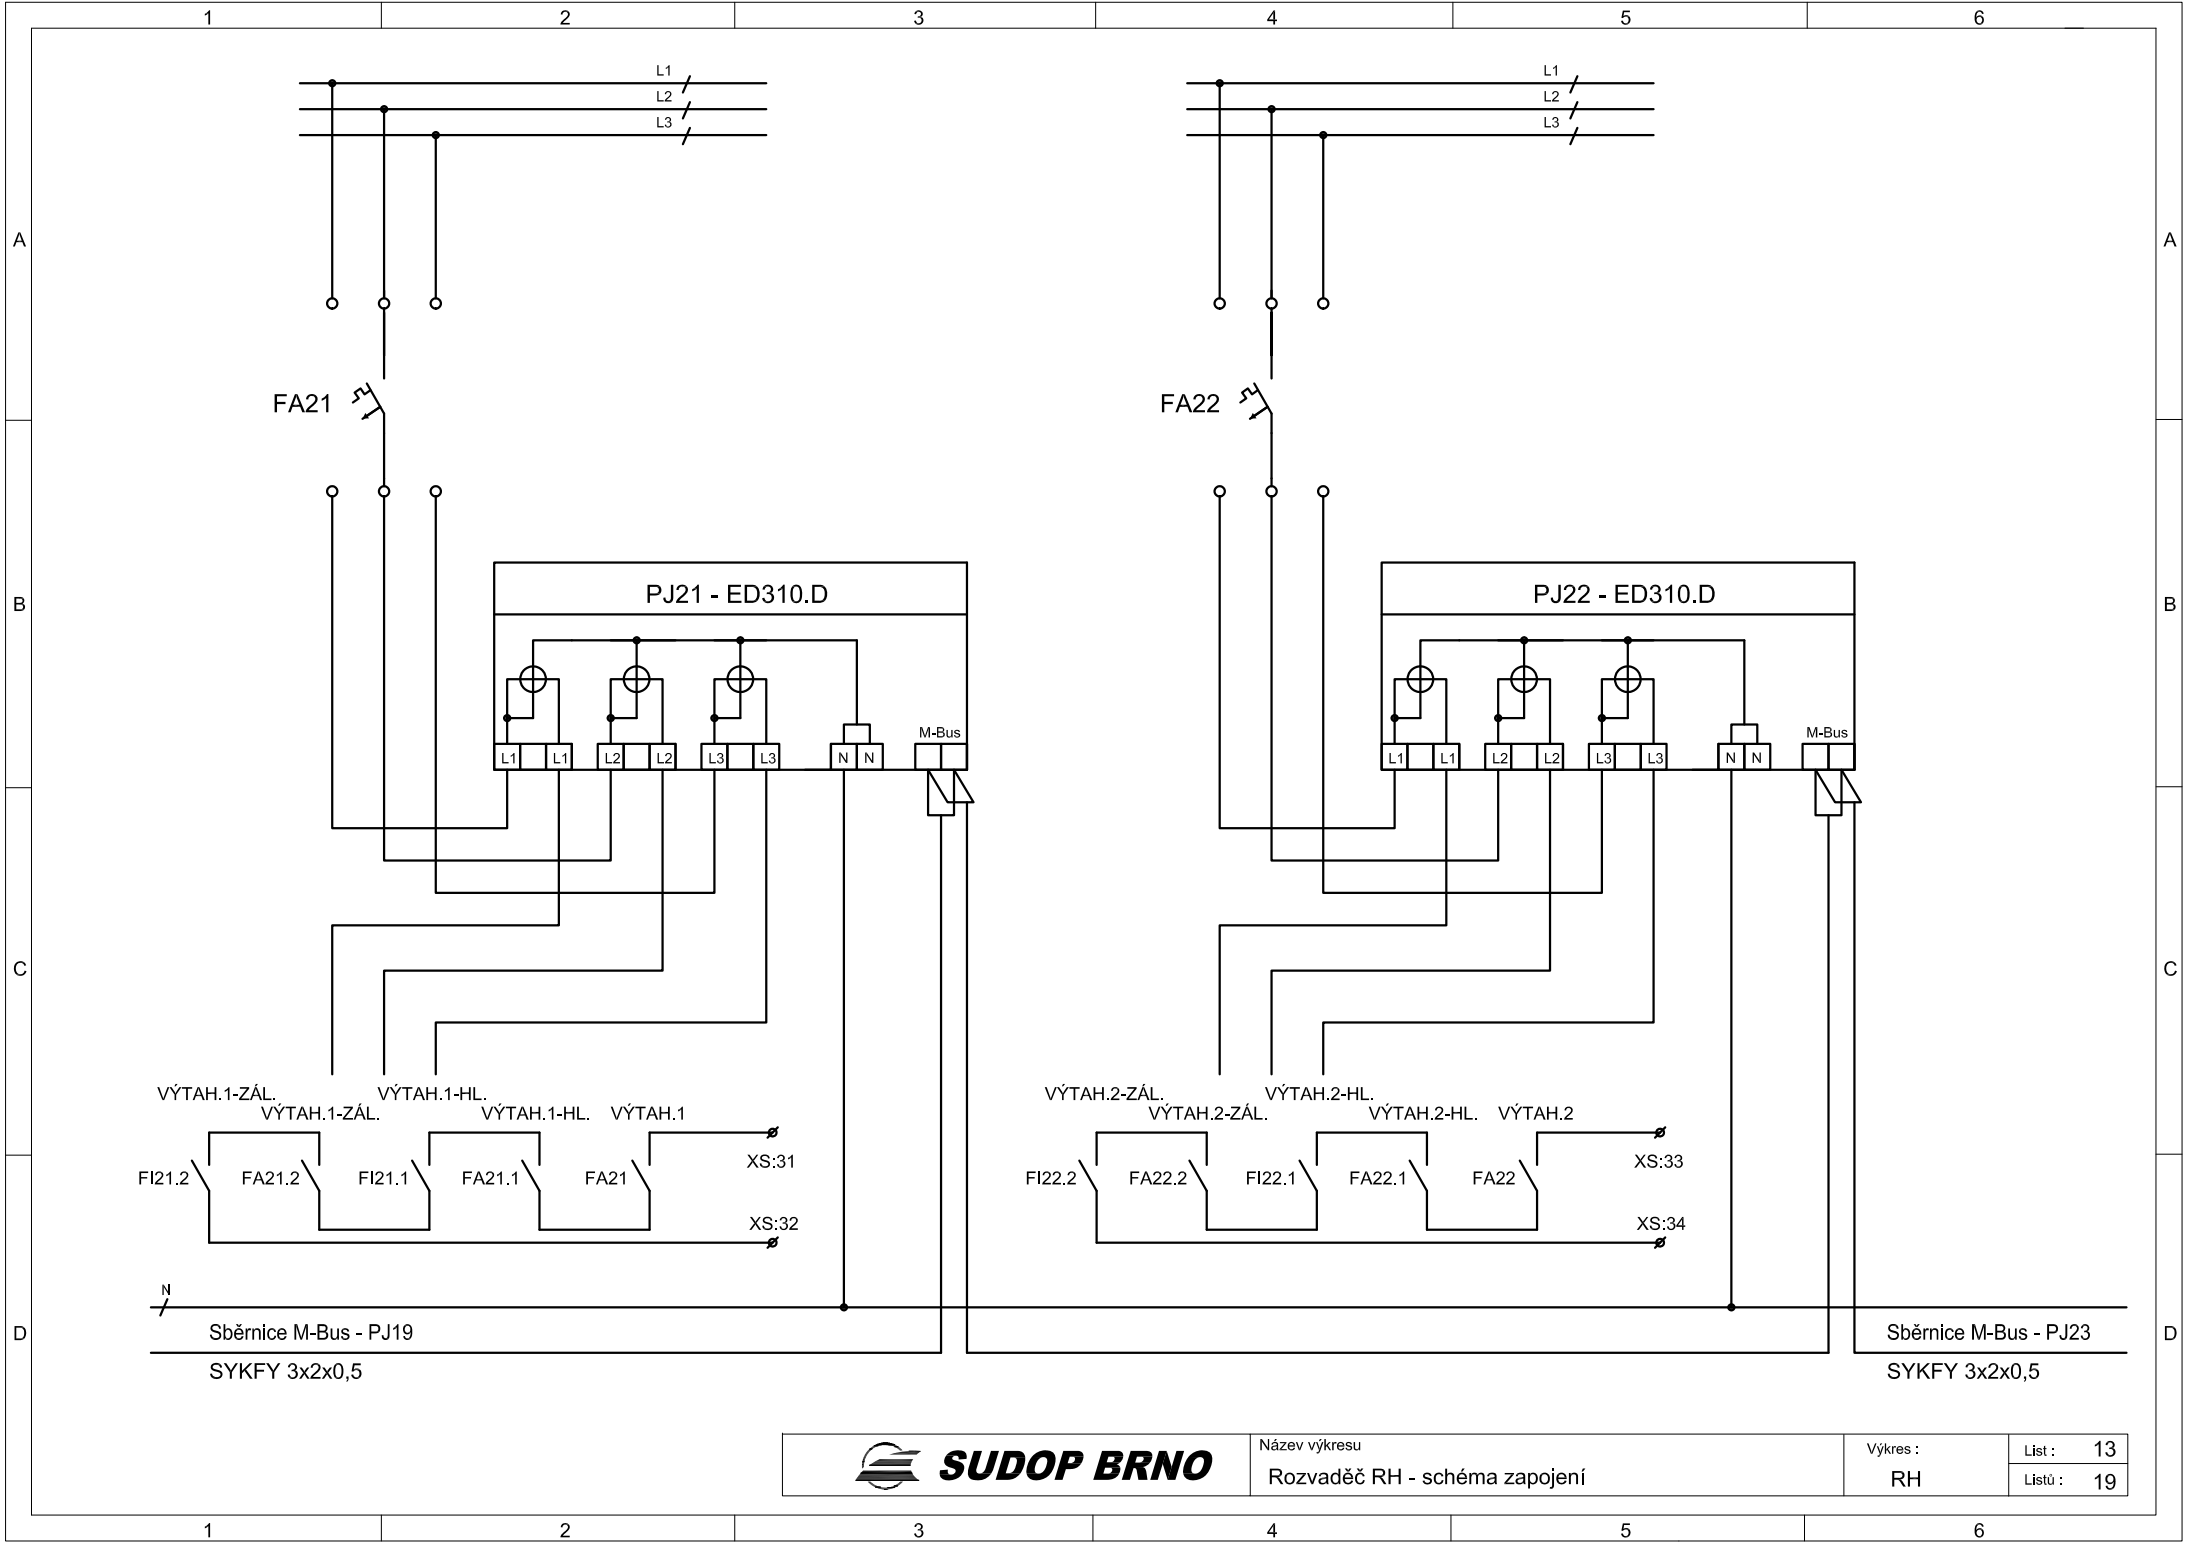 1 2 3 4 5 6
L1 L1
L2 L2
L3 L3
A A
FA21 FA22
PJ21 - ED310.D PJ22 - ED310.D
B B
M-Bus M-Bus
L1 L1 L2 L2 L3 L3 N N L1 L1 L2 L2 L3 L3 N N
C C
VÝTAH.1-ZÁL. VÝTAH.1-HL. VÝTAH.2-ZÁL. VÝTAH.2-HL.
VÝTAH.1-ZÁL. VÝTAH.1-HL. VÝTAH.1 VÝTAH.2-ZÁL. VÝTAH.2-HL. VÝTAH.2
XS:31 XS:33
FI21.2 FA21.2 FI21.1 FA21.1 FA21 FI22.2 FA22.2 FI22.1 FA22.1 FA22
XS:32 XS:34
N
D D
Sběrnice M-Bus - PJ19 Sběrnice M-Bus - PJ23
SYKFY 3x2x0,5 SYKFY 3x2x0,5
SUDOP BRNO
Název výkresu
Rozvaděč RH - schéma zapojení
Výkres :
RH
List : 13
Listů : 19
1 2 3 4 5 6